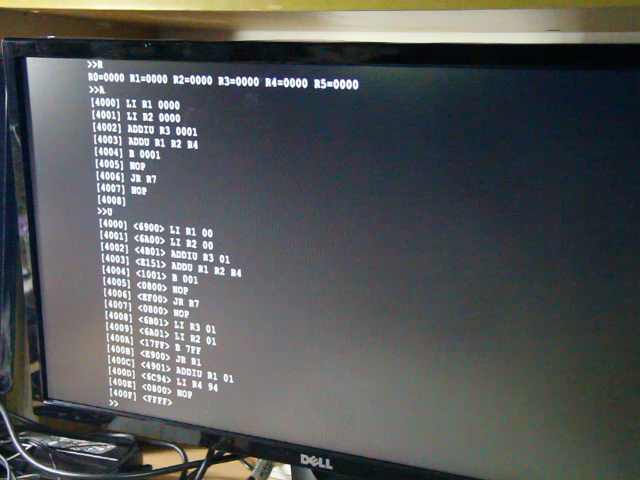 >>R
R0=0000 R1=0000 R2=0000 R3=0000 R4=0000 R5=0000
>>A
[4000] LI R1 0000
[4001] LI R2 0000
[4002] ADDIU R3 0001
[4003] ADDU R1 R2 R4
[4004] B 0001
[4005] NOP
[4006] JR R7
[4007] NOP
[4008]
>>U
[4000] <6900> LI R1 00
[4001] <6A00> LI R2 00
[4002] <4B01> ADDIU R3 01
[4003] <E151> ADDU R1 R2 R4
[4004] <1001> B 001
[4005] <0800> NOP
[4006] <EF00> JR R7
[4007] <0800> NOP
[4008] <6B01> LI R3 01
[4009] <6A01> LI R2 01
[400A] <17FF> B 7FF
[400B] <E900> JR R1
[400C] <4901> ADDIU R1 01
[400D] <6C94> LI R4 94
[400E] <0800> NOP
[400F] <FFFF>
>>
DELL